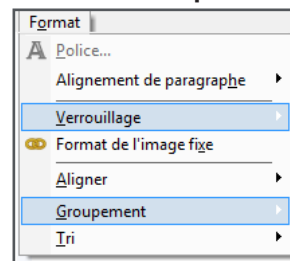 Format
Police...
Alignement de paragraphe
Verrouillage
Format de l'image fixe
Aligner
Groupement
Tri